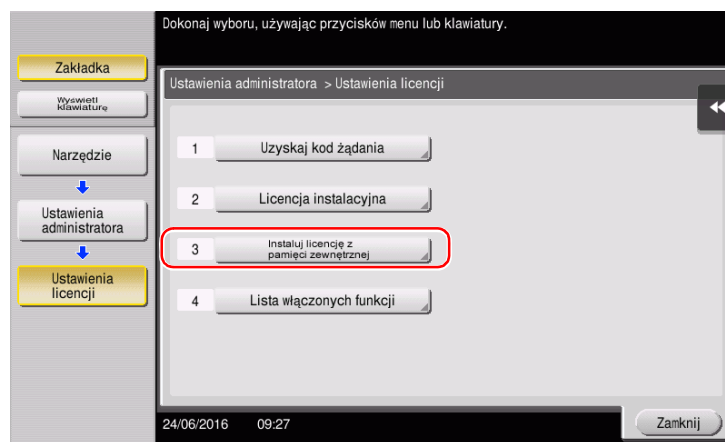 Dokonaj wyboru, używając przycisków menu lub klawiatury.
Zakładka
Wyświetl
klawiaturę
Narzędzie
Ustawienia
administratora
Ustawienia
licencji
Ustawienia administratora > Ustawienia licencji
1 Uzyskaj kod żądania
2 Licencja instalacyjna
3 Instaluj licencję z
pamięci zewnętrznej
4 Lista włączonych funkcji
24/06/2016 09:27
Zamknij